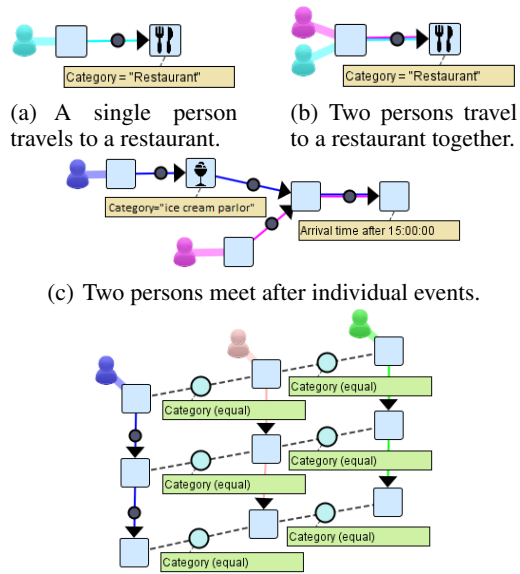 Category = "Restaurant"
Category = "Restaurant"
(a) A single person
travels to a restaurant.
(b) Two persons travel
to a restaurant together.
Category="ice cream parlor"
Arrival time after 15:00:00
(c) Two persons meet after individual events.
Category (equal)
Category (equal)
Category (equal)
Category (equal)
Category (equal)
Category (equal)